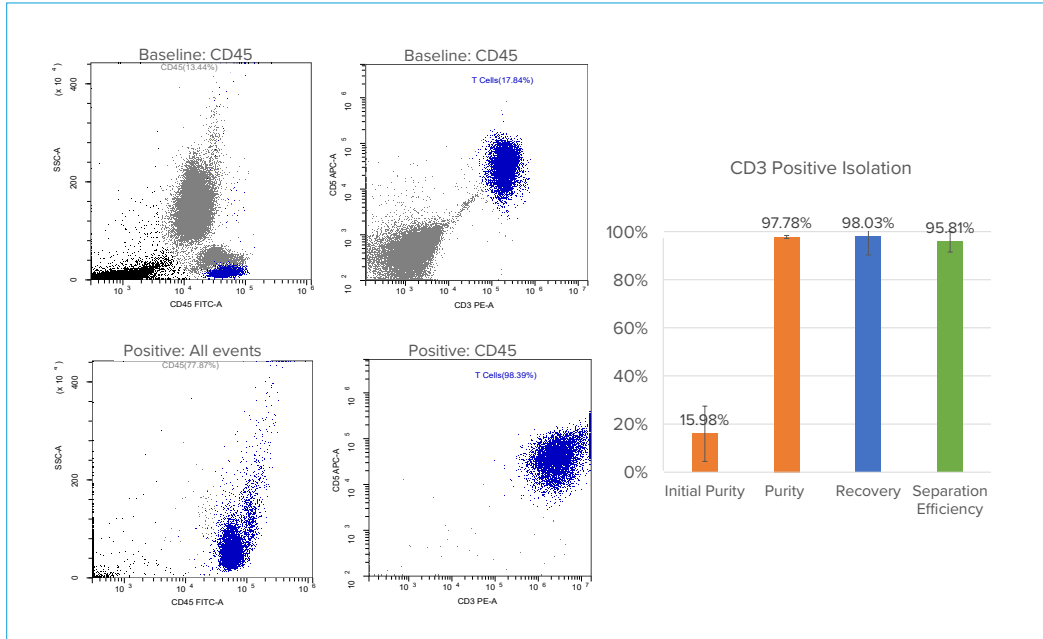 Baseline: CD45
CD45(13.44%)
(x 10 4)
400
200
0
SSC-A
10 3
10 4
10 5
10 6
CD45 FITC-A
Baseline: CD45
T Cells(17.84%)
10 6
10 5
10 4
10 3
10 2
CD5 APC-A
10 3
10 4
10 5
10 6
10 7
CD3 PE-A
Positive: All events
CD45(77.87%)
(x 10 4)
400
200
0
SSC-A
10 3
10 4
10 5
10 6
CD45 FITC-A
Positive: CD45
T Cells(98.39%)
10 6
10 5
10 4
10 3
10 2
CD5 APC-A
10 3
10 4
10 5
10 6
10 7
CD3 PE-A
CD3 Positive Isolation
100%
80%
60%
40%
20%
0%
15.98%
97.78%
98.03%
95.81%
Initial Purity
Purity
Recovery
Separation
Efficiency